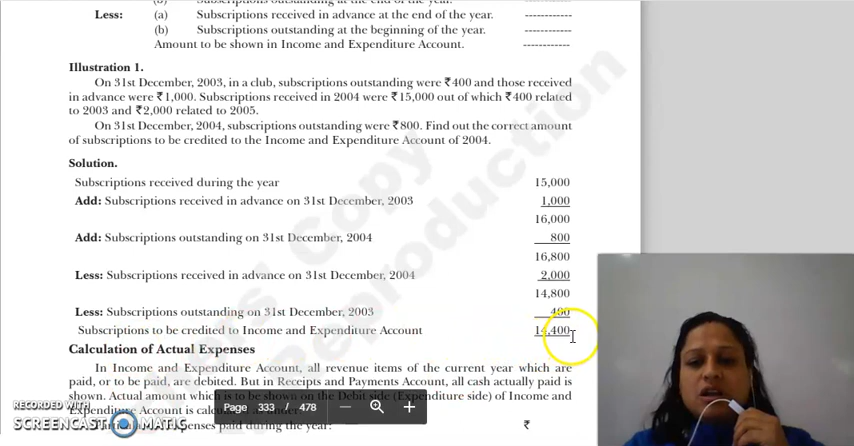 Less: (a) Subscriptions received in advance at the end of the year. ------------
(b) Subscriptions outstanding at the beginning of the year. ------------
Amount to be shown in Income and Expenditure Account. ------------
Illustration 1.
On 31st December, 2003, in a club, subscriptions outstanding were ₹400 and those received
in advance were ₹1,000. Subscriptions received in 2004 were ₹15,000 out of which ₹400 related
to 2003 and ₹2,000 related to 2005.
On 31st December, 2004, subscriptions outstanding were ₹800. Find out the correct amount
of subscriptions to be credited to the Income and Expenditure Account of 2004.
Solution.
Subscriptions received during the year 15,000
Add: Subscriptions received in advance on 31st December, 2003 1,000
16,000
Add: Subscriptions outstanding on 31st December, 2004 800
16,800
Less: Subscriptions received in advance on 31st December, 2004 2,000
14,800
Less: Subscriptions outstanding on 31st December, 2003 400
Subscriptions to be credited to Income and Expenditure Account 14,400
Calculation of Actual Expenses
In Income and Expenditure Account, all revenue items of the current year which are
paid, or to be paid, are debited. But in Receipts and Payments Account, all cash actually paid is
shown. Actual amount which is to be shown on the Debit side (Expenditure side) of Income and
Expenditure Account is
expenses paid during the year: ₹
Page 333 / 478
RECORDED WITH
SCREENCAST MATIC
Copy
Reproduction